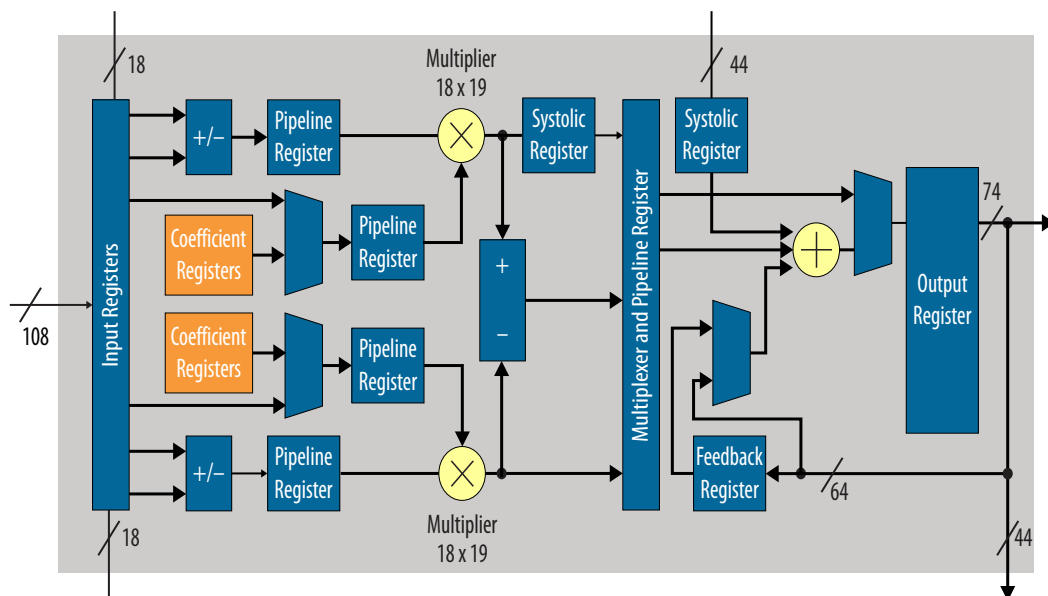 18
Multiplier
18 x 19
44
Input Registers
+/−
Pipeline
Register
Systolic
Register
Multiplexer and Pipeline Register
Systolic
Register
Coefficient
Registers
Pipeline
Register
+
−
74
Output
Register
108
Coefficient
Registers
Pipeline
Register
+/−
Pipeline
Register
Feedback
Register
64
Multiplier
18 x 19
18
44